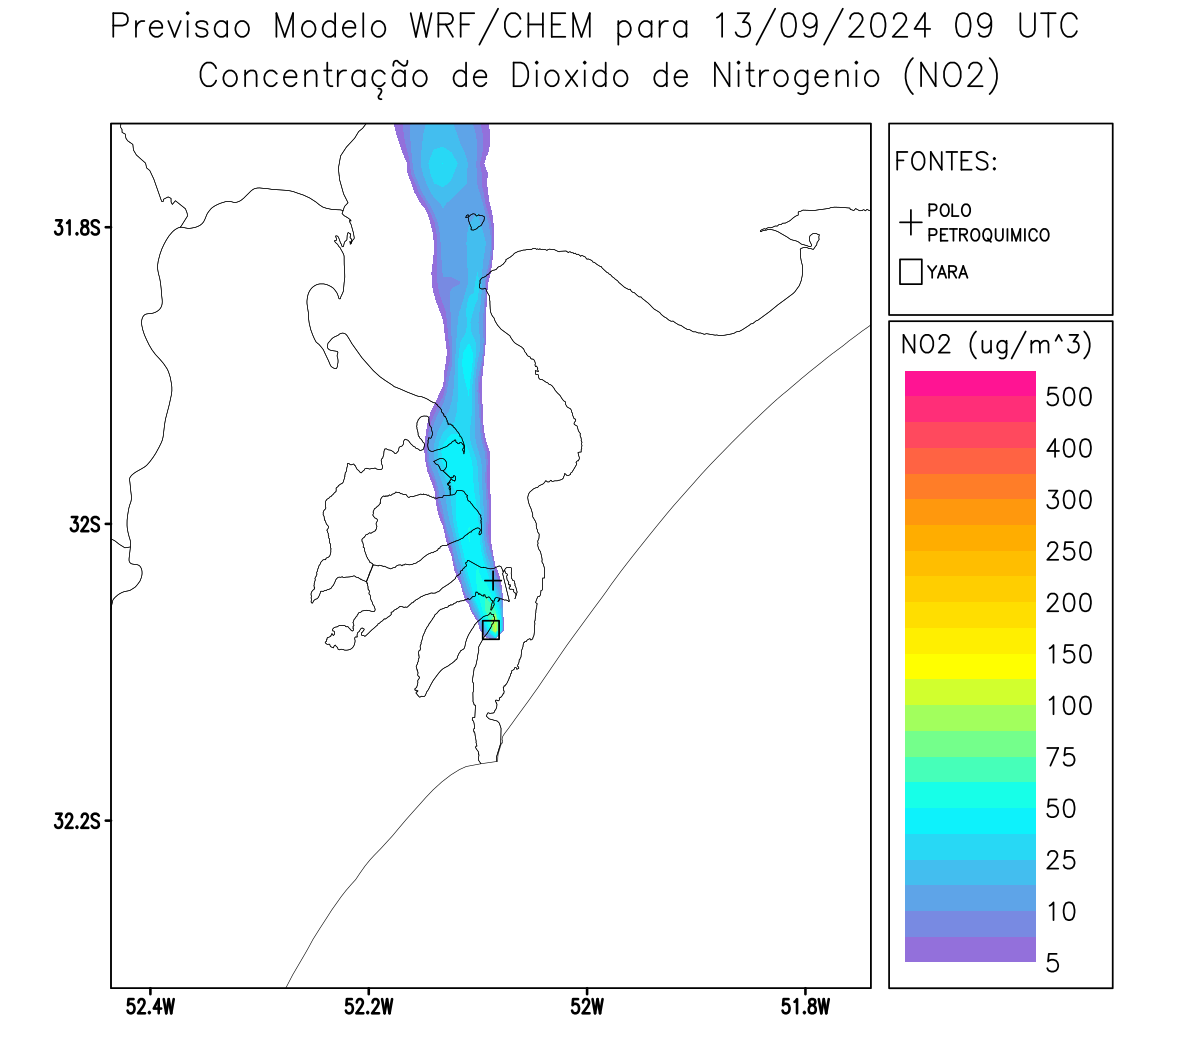 Previsao Modelo WRF/CHEM para 13/09/2024 09 UTC
Concentração de Dioxido de Nitrogenio (NO2)
FONTES:
POLO
PETROQUIMICO
YARA
NO2 (ug/m^3)
500
400
300
250
200
150
100
75
50
25
10
5
31.8S
32S
32.2S
52.4W
52.2W
52W
51.8W